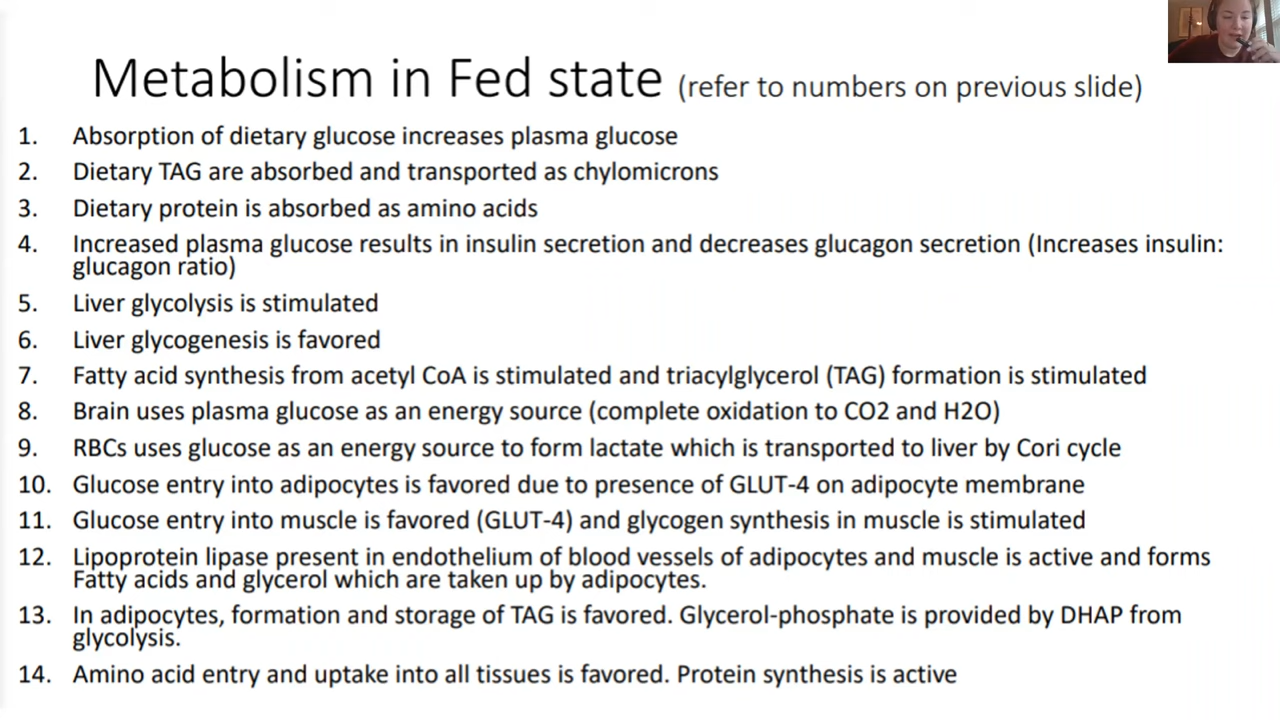 Metabolism in Fed state (refer to numbers on previous slide)
1. Absorption of dietary glucose increases plasma glucose
2. Dietary TAG are absorbed and transported as chylomicrons
3. Dietary protein is absorbed as amino acids
4. Increased plasma glucose results in insulin secretion and decreases glucagon secretion (Increases insulin:
glucagon ratio)
5. Liver glycolysis is stimulated
6. Liver glycogenesis is favored
7. Fatty acid synthesis from acetyl CoA is stimulated and triacylglycerol (TAG) formation is stimulated
8. Brain uses plasma glucose as an energy source (complete oxidation to CO2 and H2O)
9. RBCs uses glucose as an energy source to form lactate which is transported to liver by Cori cycle
10. Glucose entry into adipocytes is favored due to presence of GLUT-4 on adipocyte membrane
11. Glucose entry into muscle is favored (GLUT-4) and glycogen synthesis in muscle is stimulated
12. Lipoprotein lipase present in endothelium of blood vessels of adipocytes and muscle is active and forms
Fatty acids and glycerol which are taken up by adipocytes.
13. In adipocytes, formation and storage of TAG is favored. Glycerol-phosphate is provided by DHAP from
glycolysis.
14. Amino acid entry and uptake into all tissues is favored. Protein synthesis is active